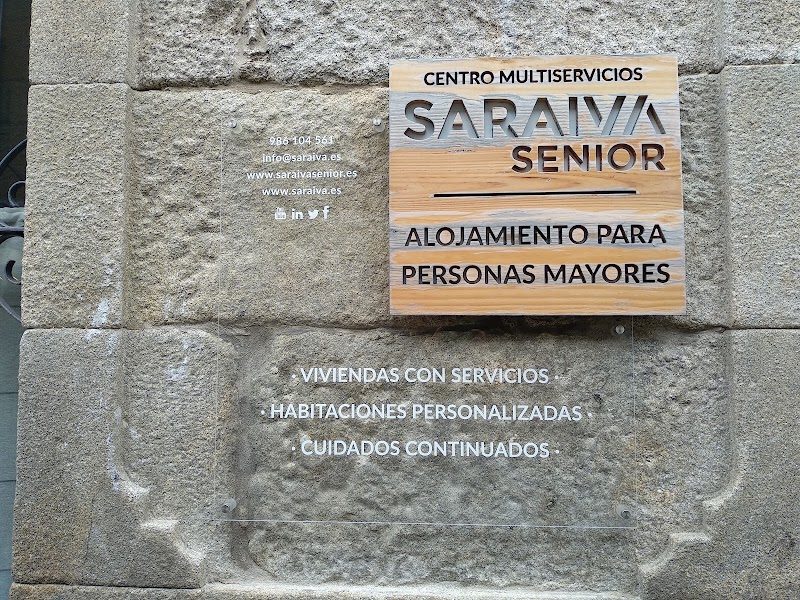 CENTRO MULTISERVICIOS
SARAIVA
SENIOR
ALOJAMIENTO PARA
PERSONAS MAYORES
986 104 561
info@saraiva.es
www.saraivasenior.es
www.saraiva.es
· VIVIENDAS CON SERVICIOS ·
· HABITACIONES PERSONALIZADAS ·
· CUIDADOS CONTINUADOS ·